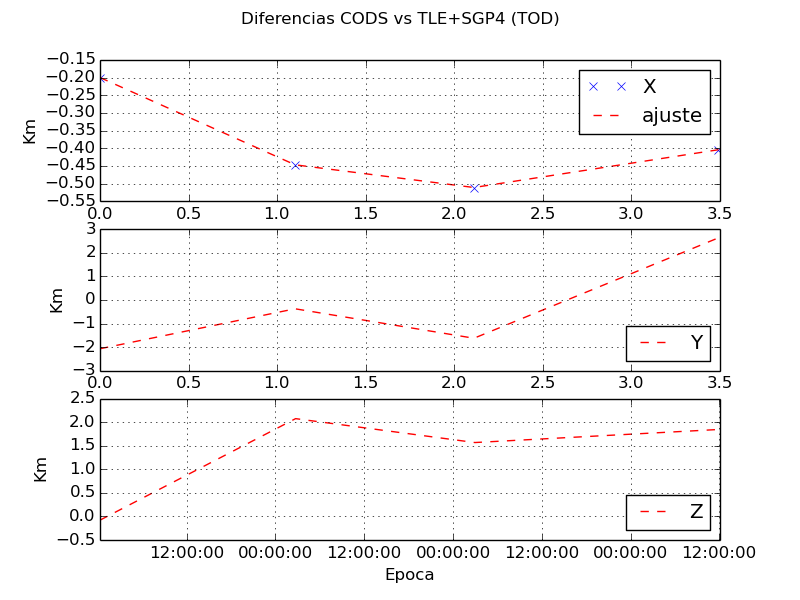 Diferencias CODS vs TLE+SGP4 (TOD)
−0.15
−0.20
−0.25
−0.30
−0.35
−0.40
−0.45
−0.50
−0.55
Km
X
ajuste
0.0 0.5 1.0 1.5 2.0 2.5 3.0 3.5
3
2
1
0
−1
−2
−3
Km
Y
0.0 0.5 1.0 1.5 2.0 2.5 3.0 3.5
2.5
2.0
1.5
1.0
0.5
0.0
−0.5
Km
Z
12:00:00 00:00:00 12:00:00 00:00:00 12:00:00 00:00:00 12:00:00
Epoca